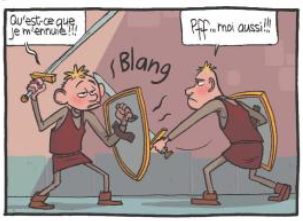 Qu'est-ce que
je m'ennuie!!!
Pff...moi aussi!!!
Blang